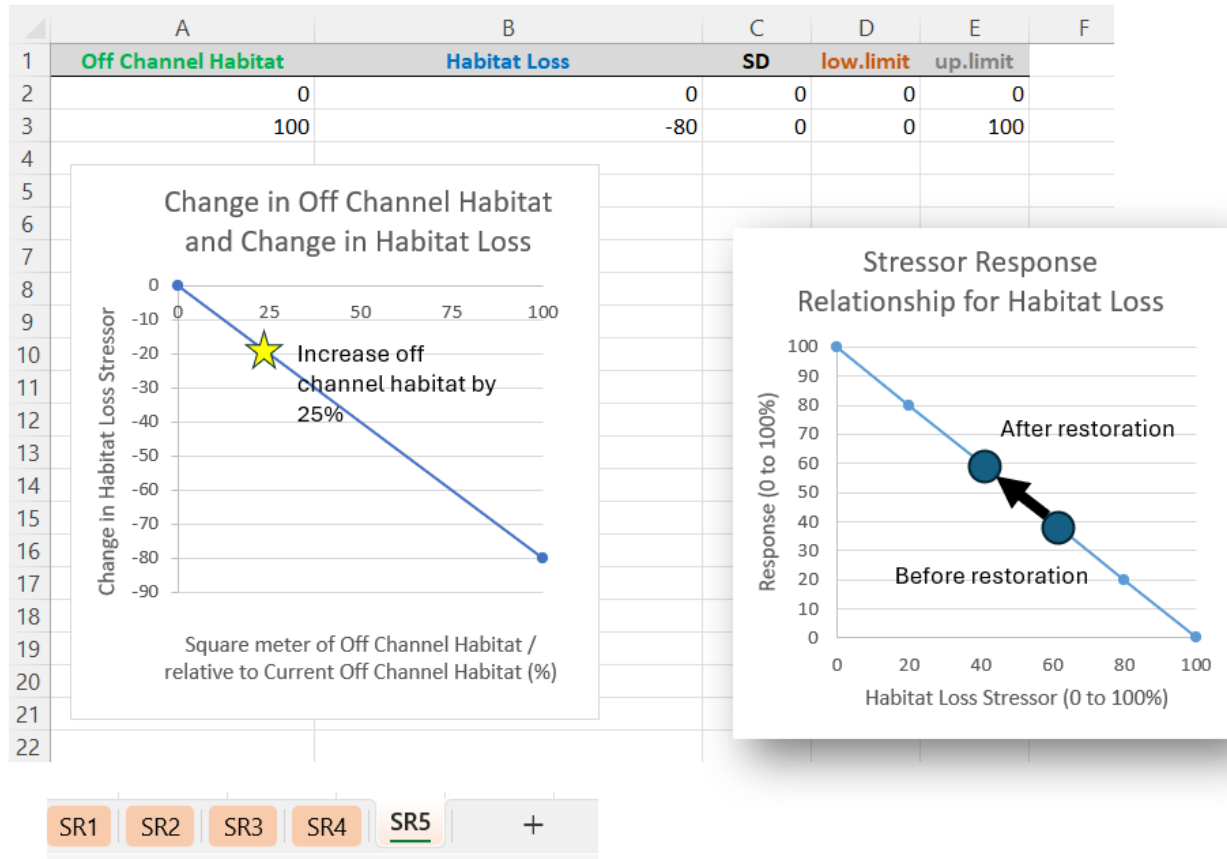 A B C D E F
1 Off Channel Habitat Habitat Loss SD low.limit up.limit
2 0 0 0 0 0
3 100 -80 0 0 100
4
5
6
7
8
9
10
11
12
13
14
15
16
17
18
19
20
21
22
Change in Off Channel Habitat
and Change in Habitat Loss
0
-10
-20
-30
-40
-50
-60
-70
-80
-90
0 25 50 75 100
Change in Habitat Loss Stressor
Increase off
channel habitat by
25%
Square meter of Off Channel Habitat /
relative to Current Off Channel Habitat (%)
Stressor Response
Relationship for Habitat Loss
100
90
80
70
60
50
40
30
20
10
0
Response (0 to 100%)
After restoration
Before restoration
0 20 40 60 80 100
Habitat Loss Stressor (0 to 100%)
SR1 SR2 SR3 SR4 SR5 +